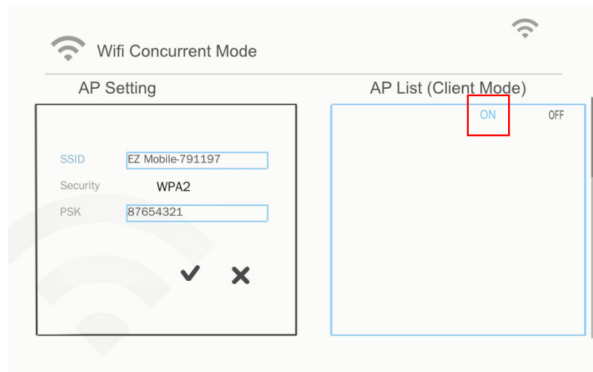 Wifi Concurrent Mode
AP Setting
AP List (Client Mode)
ON OFF
SSID EZ Mobile-791197
Security WPA2
PSK 87654321